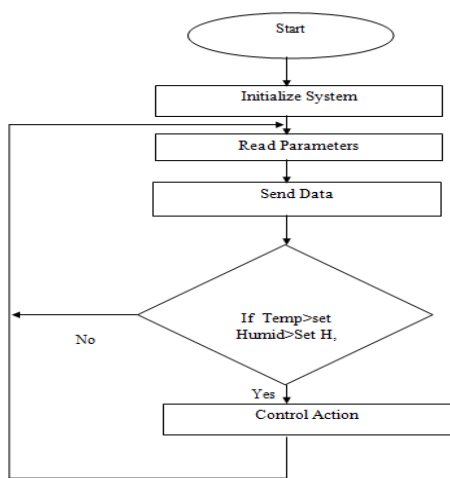 Start
Initialize System
Read Parameters
Send Data
If Temp>set
Humid>Set H,
No
Yes
Control Action